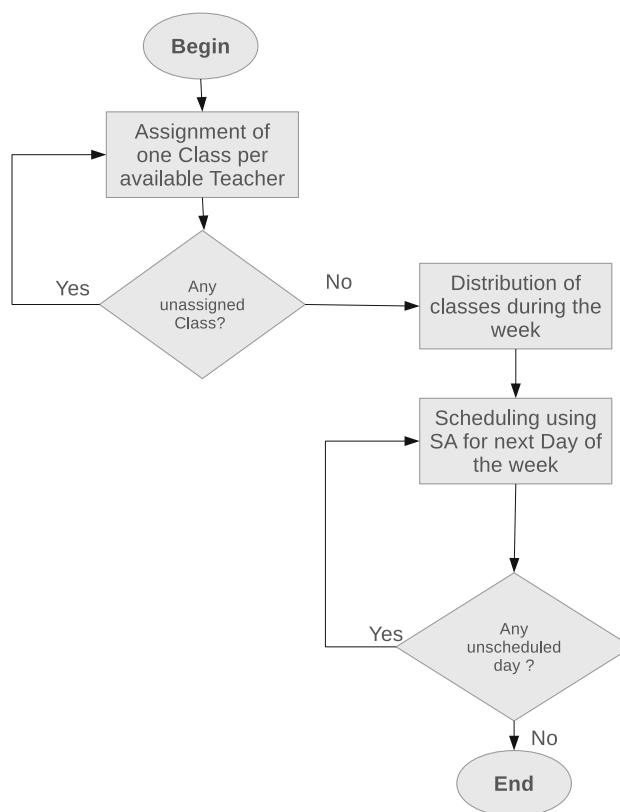 Begin
Assignment of
one Class per
available Teacher
Yes
Any
unassigned
Class?
No
Distribution of
classes during the
week
Scheduling using
SA for next Day of
the week
Yes
Any
unscheduled
day ?
No
End